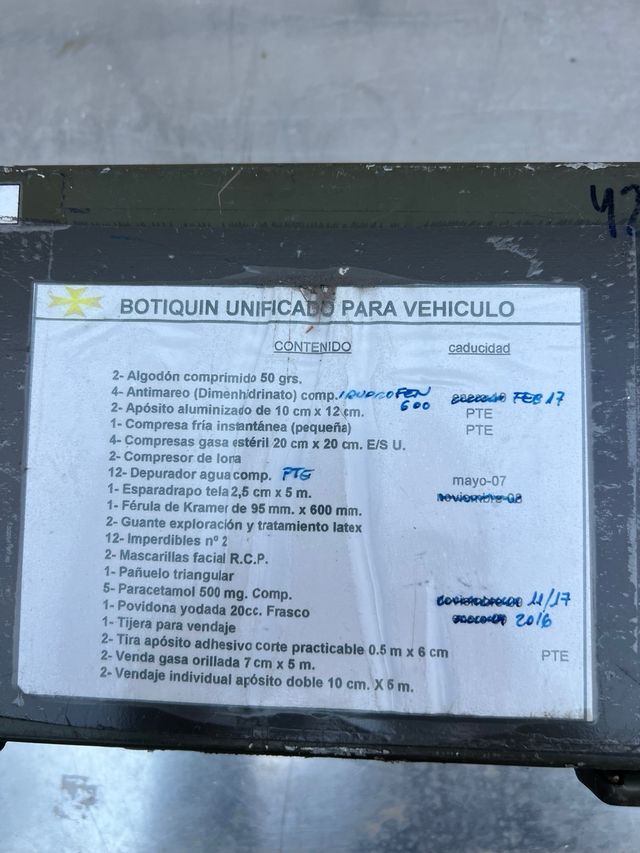 42
BOTIQUIN UNIFICADO PARA VEHICULO
CONTENIDO caducidad
2- Algodón comprimido 50 grs.
4- Antimareo (Dimenhidrinato) comp. IBUPROFEN 600 FEB 17
2- Apósito aluminizado de 10 cm x 12 cm. PTE
1- Compresa fría instantánea (pequeña) PTE
4- Compresas gasa estéril 20 cm x 20 cm. E/S U.
2- Compresor de lona
12- Depurador agua comp. PTE mayo-07
1- Esparadrapo tela 2,5 cm x 5 m. noviembre-08
1- Férula de Kramer de 95 mm. x 600 mm.
2- Guante exploración y tratamiento latex
12- Imperdibles nº 2
2- Mascarillas facial R.C.P.
1- Pañuelo triangular
5- Paracetamol 500 mg. Comp. 11/17
1- Povidona yodada 20cc. Frasco 2016
1- Tijera para vendaje
2- Tira apósito adhesivo corte practicable 0.5 m x 6 cm PTE
2- Venda gasa orillada 7 cm x 5 m.
2- Vendaje individual apósito doble 10 cm. X 5 m.